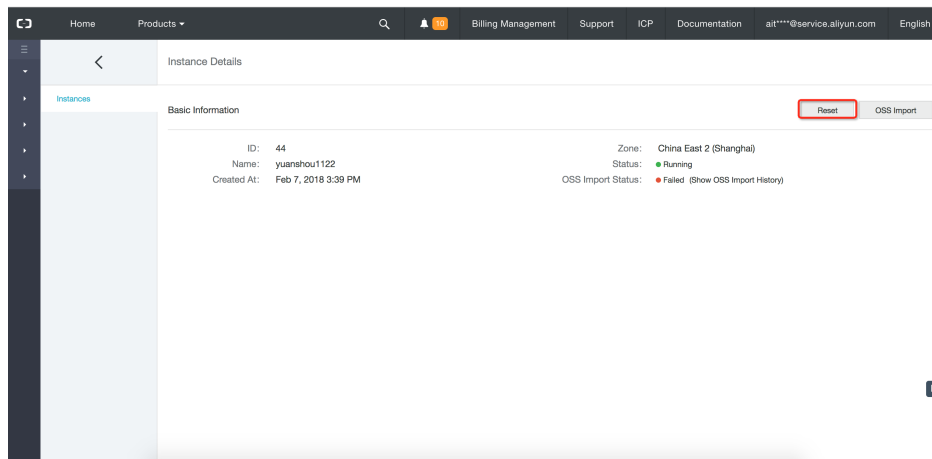 Home Products 10 Billing Management Support ICP Documentation ait****@service.aliyun.com English
Instance Details
Instances
Basic Information Reset OSS Import
ID: 44 Zone: China East 2 (Shanghai)
Name: yuanshou1122 Status: Running
Created At: Feb 7, 2018 3:39 PM OSS Import Status: Failed (Show OSS Import History)